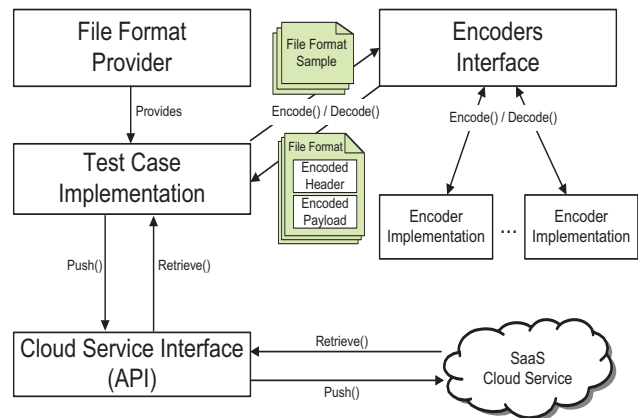 File Format
Provider
File Format
Sample
Encoders
Interface
Provides
Encode() / Decode()
Encode() / Decode()
Test Case
Implementation
File Format
Encoded
Header
Encoded
Payload
Encoder
Implementation
...
Encoder
Implementation
Push()
Retrieve()
Cloud Service Interface
(API)
Retrieve()
Push()
SaaS
Cloud Service